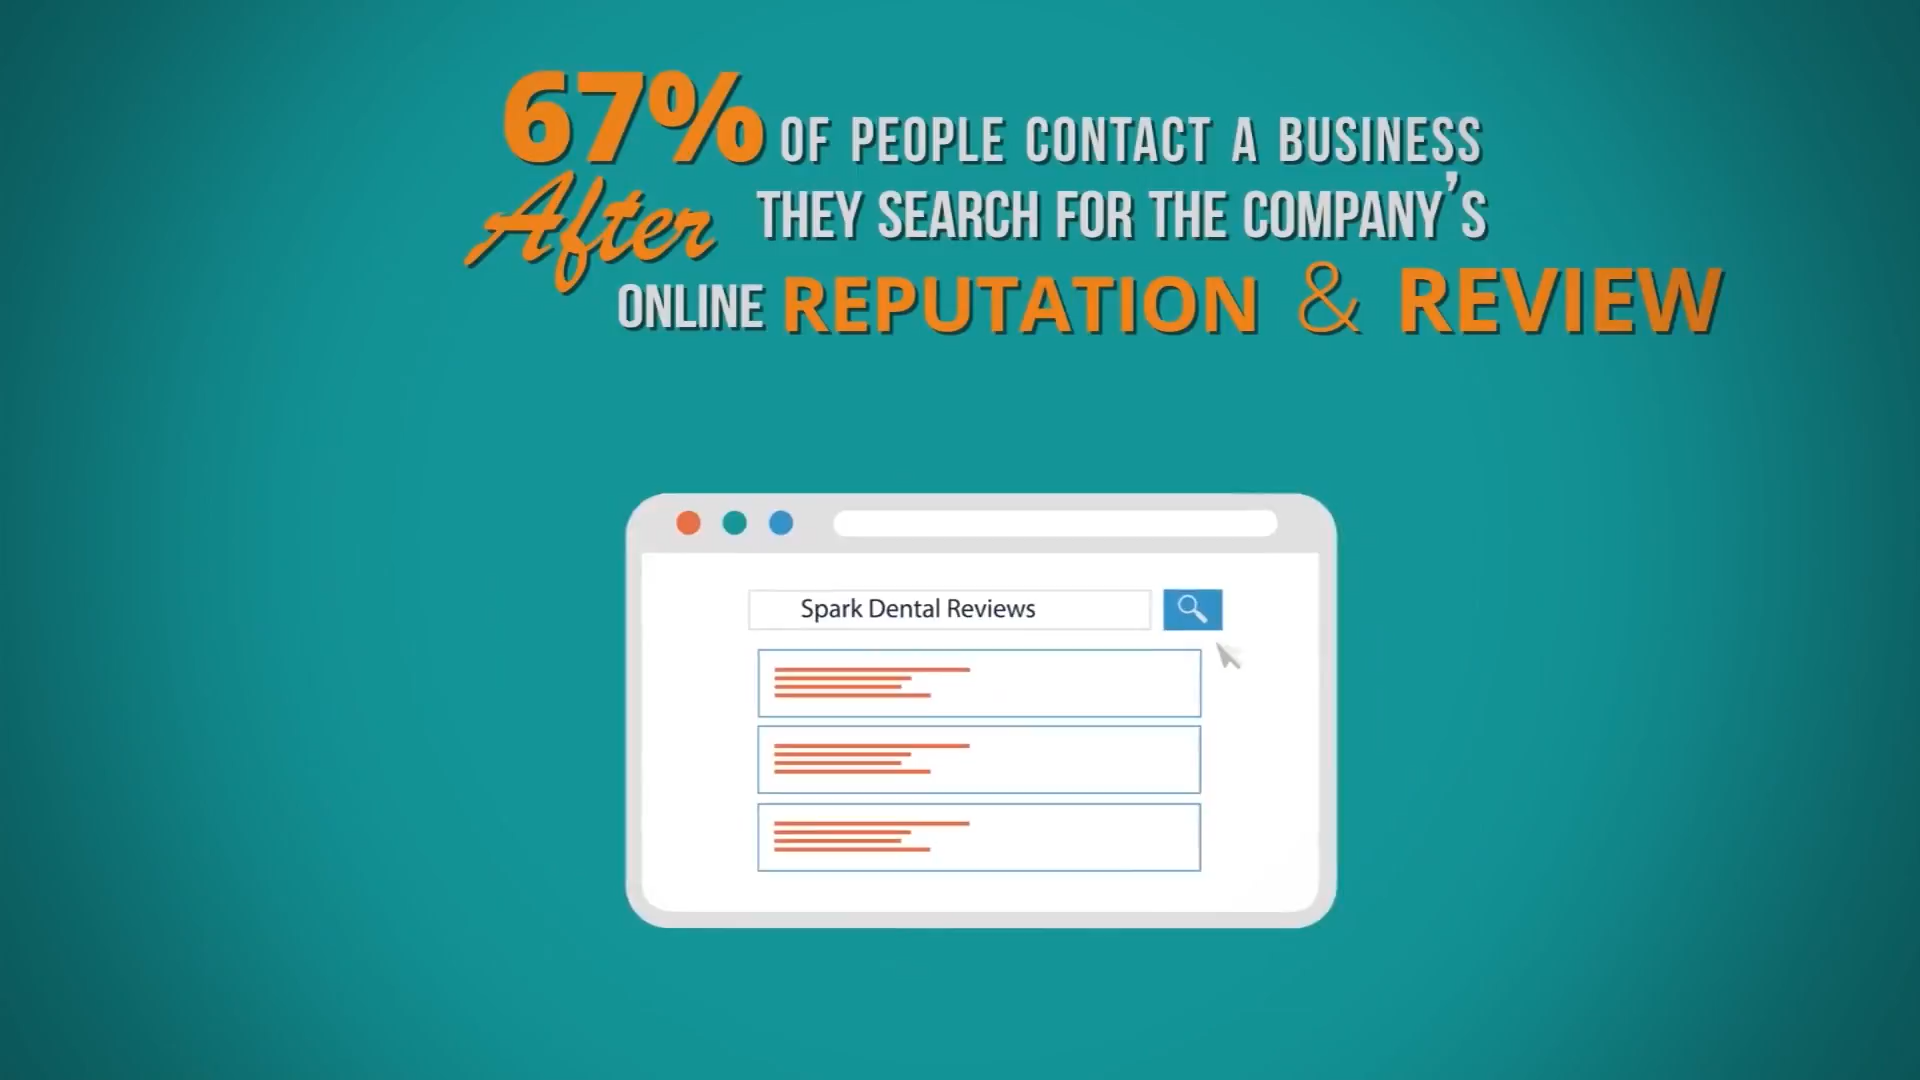 67% OF PEOPLE CONTACT A BUSINESS
After THEY SEARCH FOR THE COMPANY'S
ONLINE REPUTATION & REVIEW
Spark Dental Reviews